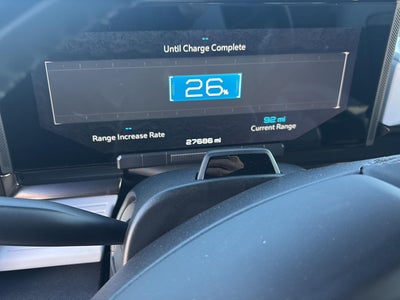 --
Until Charge Complete
26%
--
92 mi
Range Increase Rate
Current Range
27686 mi